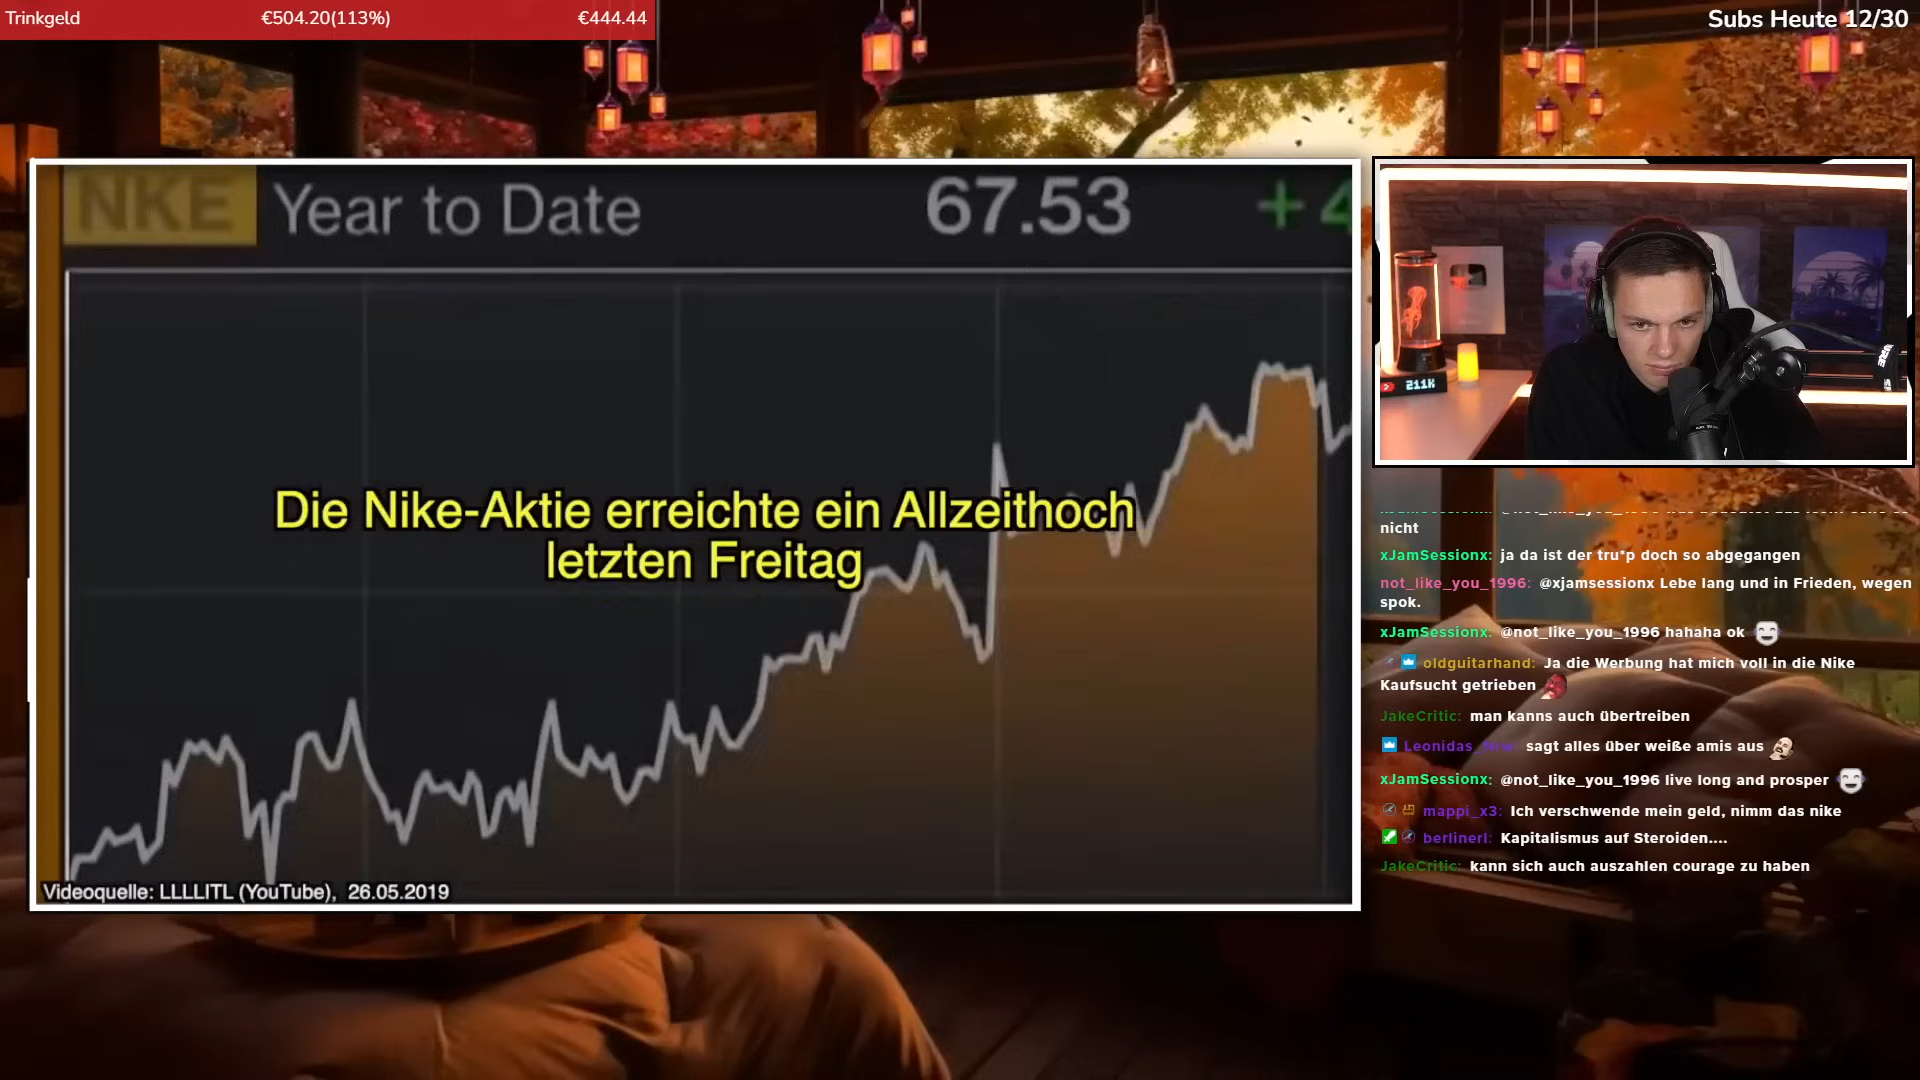 Trinkgeld €504.20(113%) €444.44
Subs Heute 12/30
NKE Year to Date 67.53 +4
Die Nike-Aktie erreichte ein Allzeithoch
letzten Freitag
Videoquelle: LLLLITL (YouTube), 26.05.2019
211K
nicht
xJamSessionx: ja da ist der tru*p doch so abgegangen
not_like_you_1996: @xjamsessionx Lebe lang und in Frieden, wegen
spok.
xJamSessionx: @not_like_you_1996 hahaha ok
oldguitarhand: Ja die Werbung hat mich voll in die Nike
Kaufsucht getrieben
JakeCritic: man kanns auch übertreiben
sagt alles über weiße amis aus
xJamSessionx: @not_like_you_1996 live long and prosper
mappi_x3: Ich verschwende mein geld, nimm das nike
berlinerl: Kapitalismus auf Steroiden....
JakeCritic: kann sich auch auszahlen courage zu haben